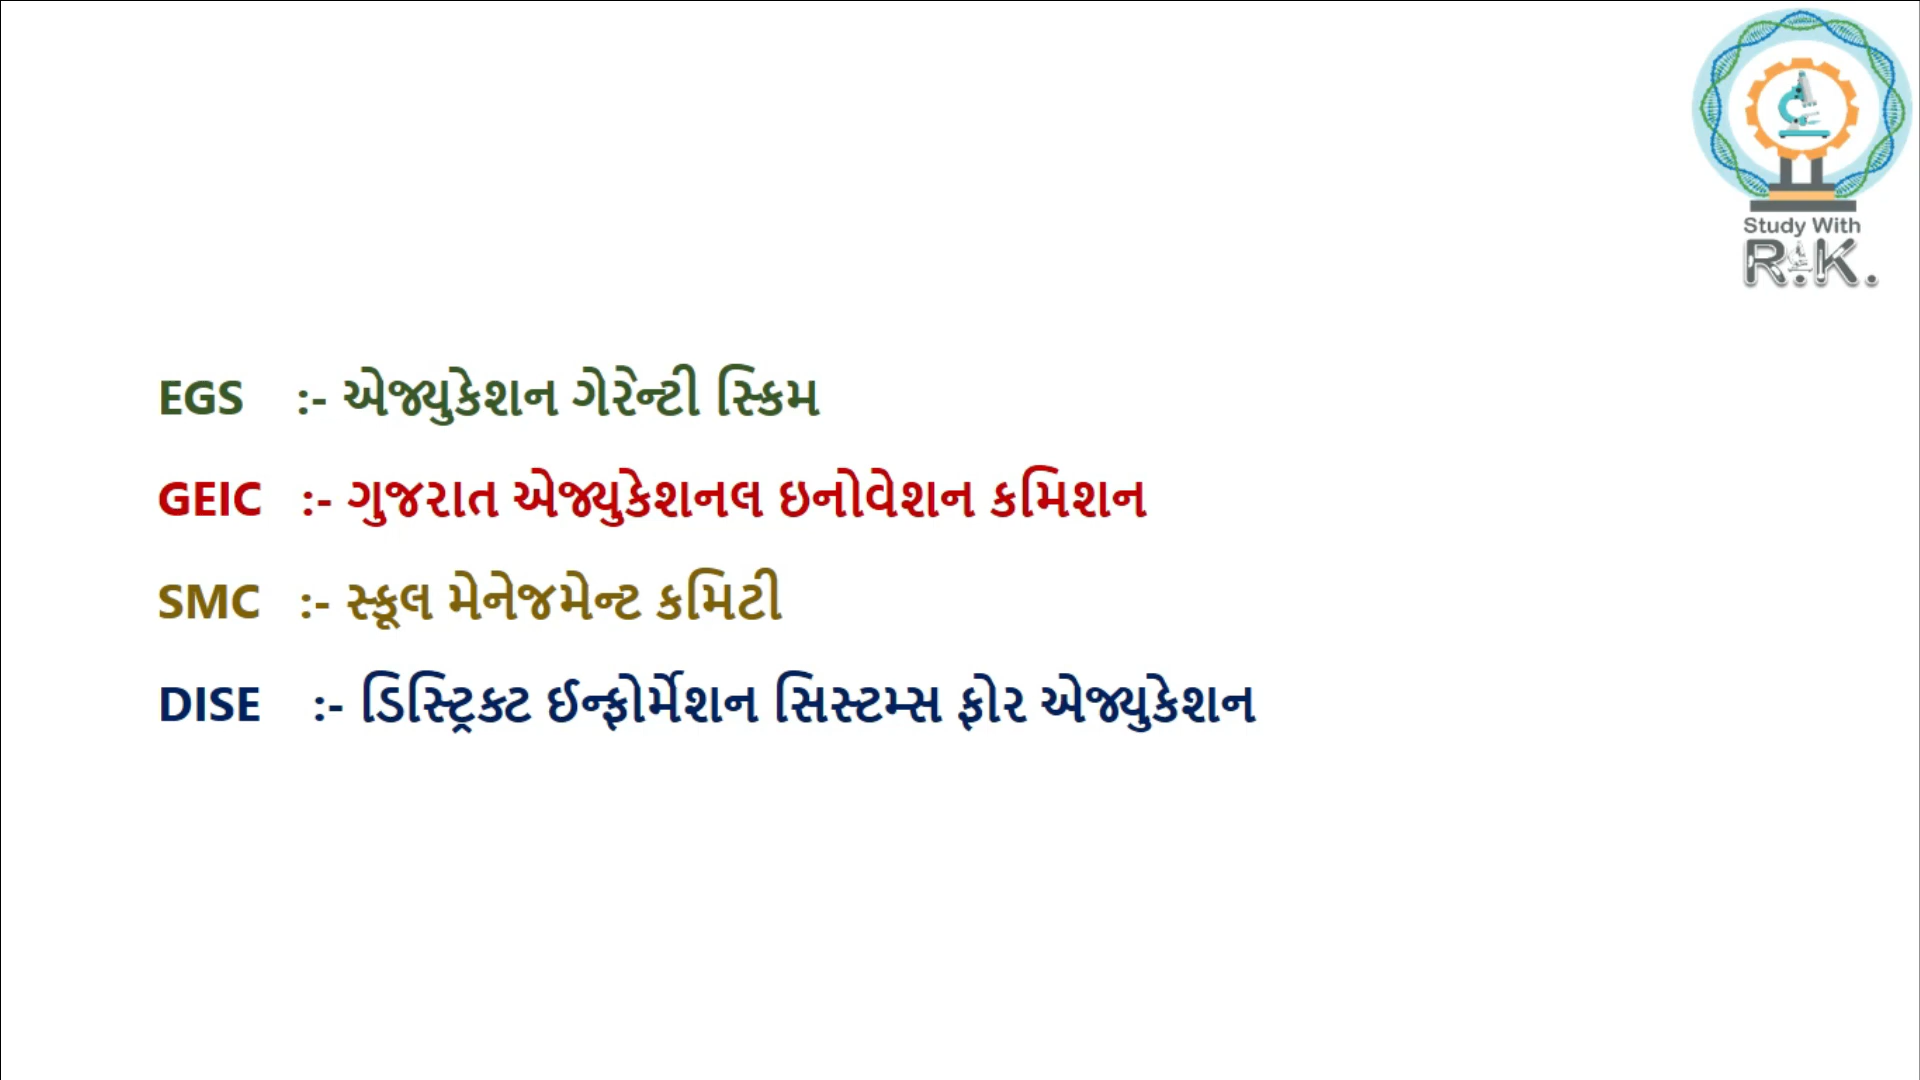 Study With
R.K.
EGS :- એજ્યુકેશન ગેરેન્ટી સ્કિમ
GEIC :- ગુજરાત એજ્યુકેશનલ ઇનોવેશન કમિશન
SMC :- સ્કૂલ મેનેજમેન્ટ કમિટી
DISE :- ડિસ્ટ્રિક્ટ ઈન્ફોર્મેશન સિસ્ટમ્સ ફોર એજ્યુકેશન